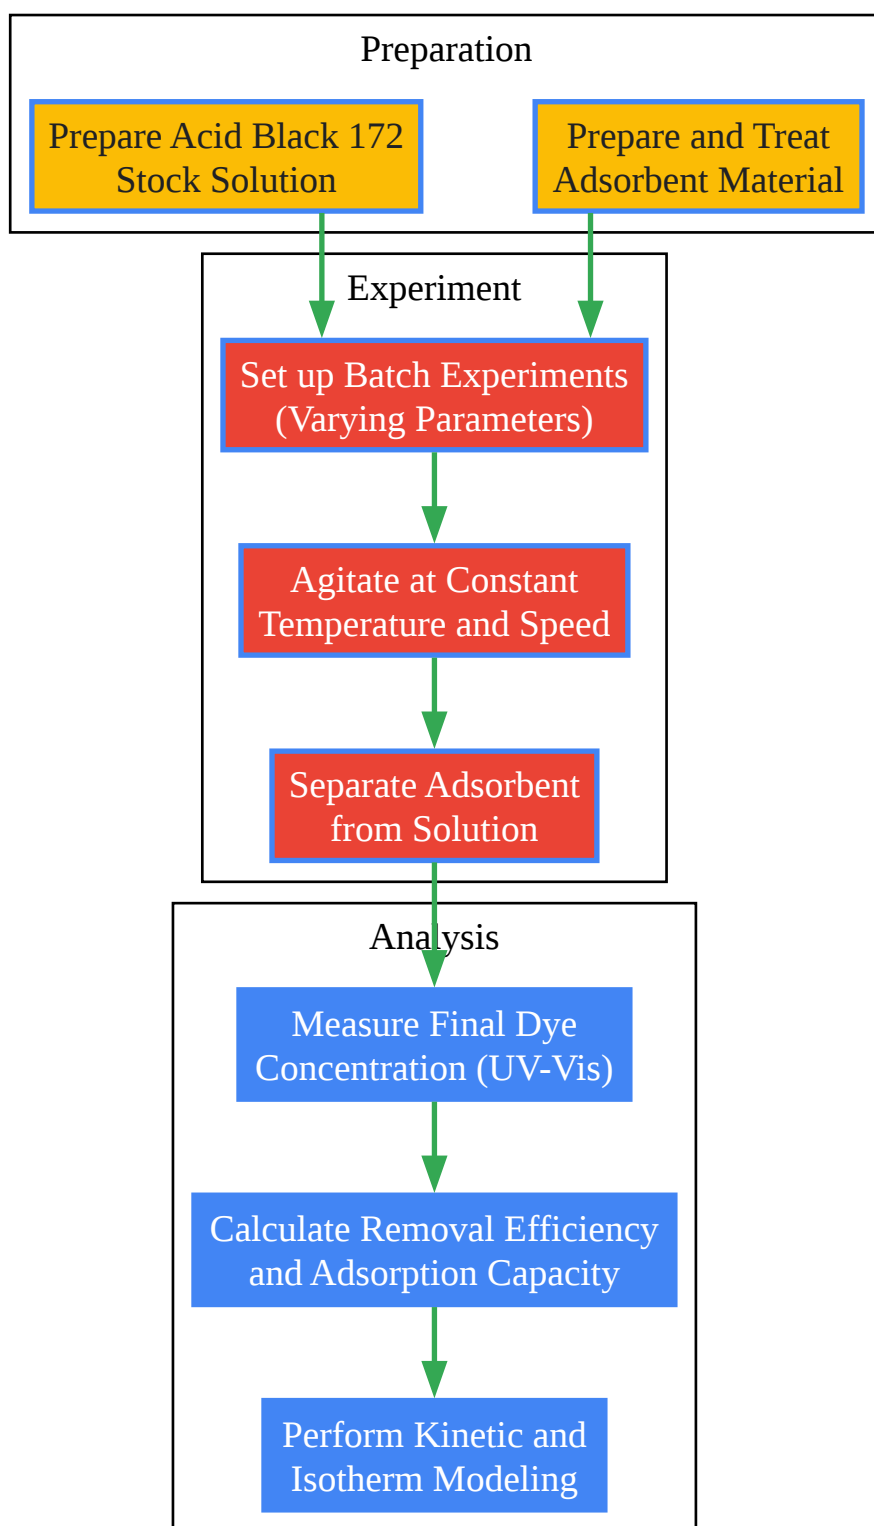 Preparation
Prepare Acid Black 172
Stock Solution
Prepare and Treat
Adsorbent Material
Experiment
Set up Batch Experiments
(Varying Parameters)
Agitate at Constant
Temperature and Speed
Separate Adsorbent
from Solution
Analysis
Measure Final Dye
Concentration (UV-Vis)
Calculate Removal Efficiency
and Adsorption Capacity
Perform Kinetic and
Isotherm Modeling